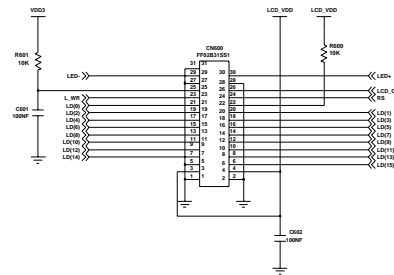 VDD3
LCD_VDD LCD_VDD
R601
10K
CN600
FF02B31SS1
R600
10K
31 31
LED- 29 29 30 30 LED+
27 27 28 28
25 25 26 26 LCD_C
L_WR 23 23 24 24 RS
LD(0) 21 21 22 22
LD(2) 19 19 20 20 LD(1)
LD(4) 17 17 18 18 LD(3)
LD(6) 15 15 16 16 LD(5)
LD(8) 13 13 14 14 LD(7)
LD(10) 11 11 12 12 LD(9)
LD(12) 9 9 10 10 LD(11)
LD(14) 7 7 8 8 LD(13)
5 5 6 6 LD(15)
3 3 4 4
1 1 2 2
C601
100NF
C602
100NF